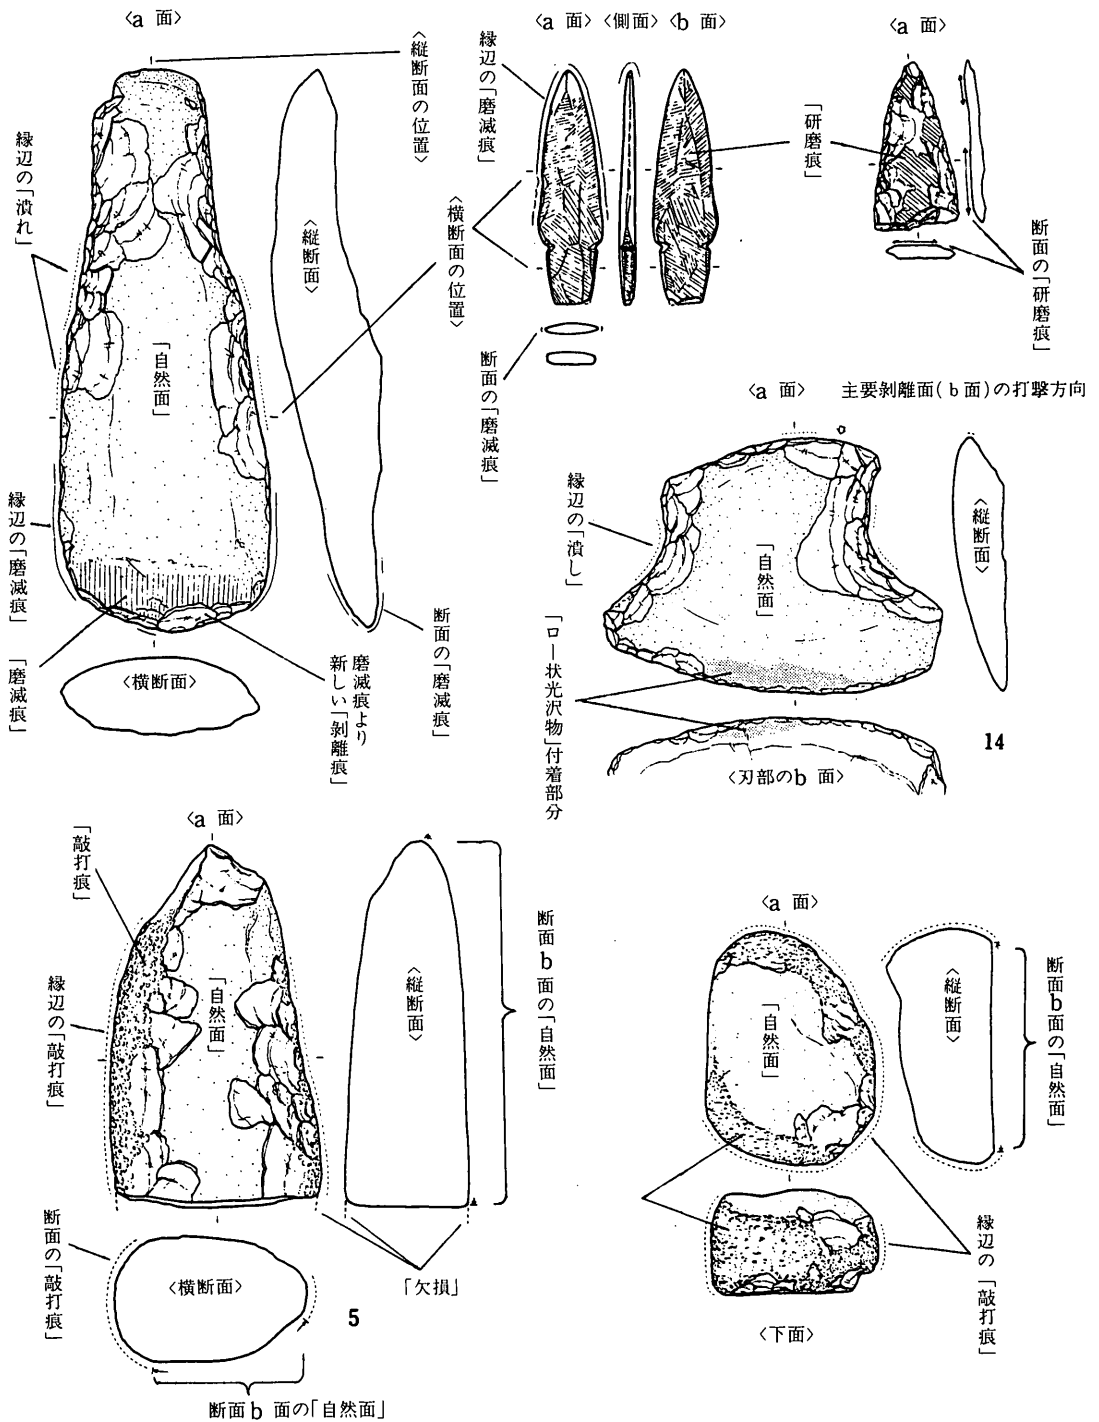 〈a 面〉
〈縦断面の位置〉
縁辺の「潰れ」
〈縦断面〉
〈横断面の位置〉
「自然面」
縁辺の「磨滅痕」
「磨滅痕」
〈横断面〉
磨滅痕より
新しい「剥離痕」
断面の「磨滅痕」
〈a 面〉〈側面〉〈b 面〉
縁辺の「磨滅痕」
断面の「磨滅痕」
「研磨痕」
〈a 面〉
断面の「研磨痕」
〈a 面〉 主要剥離面(b面)の打撃方向
縁辺の「潰し」
「自然面」
〈縦断面〉
「ロー状光沢物」付着部分
〈刃部のb 面〉
14
〈a 面〉
「敲打痕」
縁辺の「敲打痕」
「自然面」
〈縦断面〉
断面b面の「自然面」
断面の「敲打痕」
〈横断面〉
「欠損」
5
断面b 面の「自然面」
〈a 面〉
「自然面」
〈縦断面〉
断面b面の「自然面」
縁辺の「敲打痕」
〈下面〉